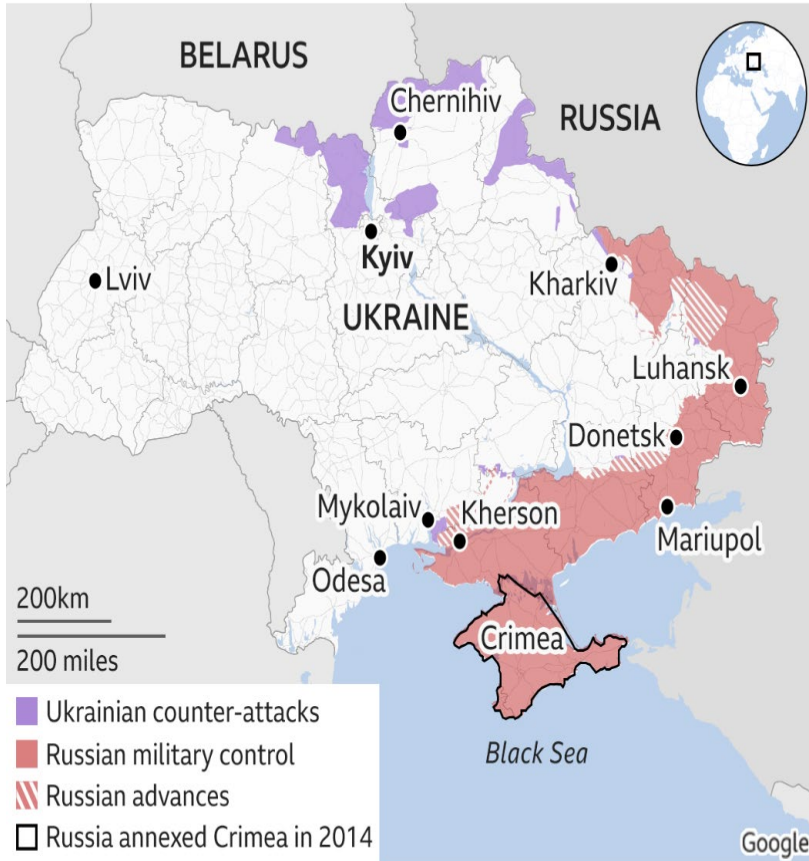 BELARUS
Chernihiv
RUSSIA
Kyiv
Lviv
Kharkiv
UKRAINE
Luhansk
Donetsk
Mykolaiv
Kherson
Mariupol
Odesa
200km
200 miles
Crimea
Ukrainian counter-attacks
Russian military control
Black Sea
Russian advances
Russia annexed Crimea in 2014
Google